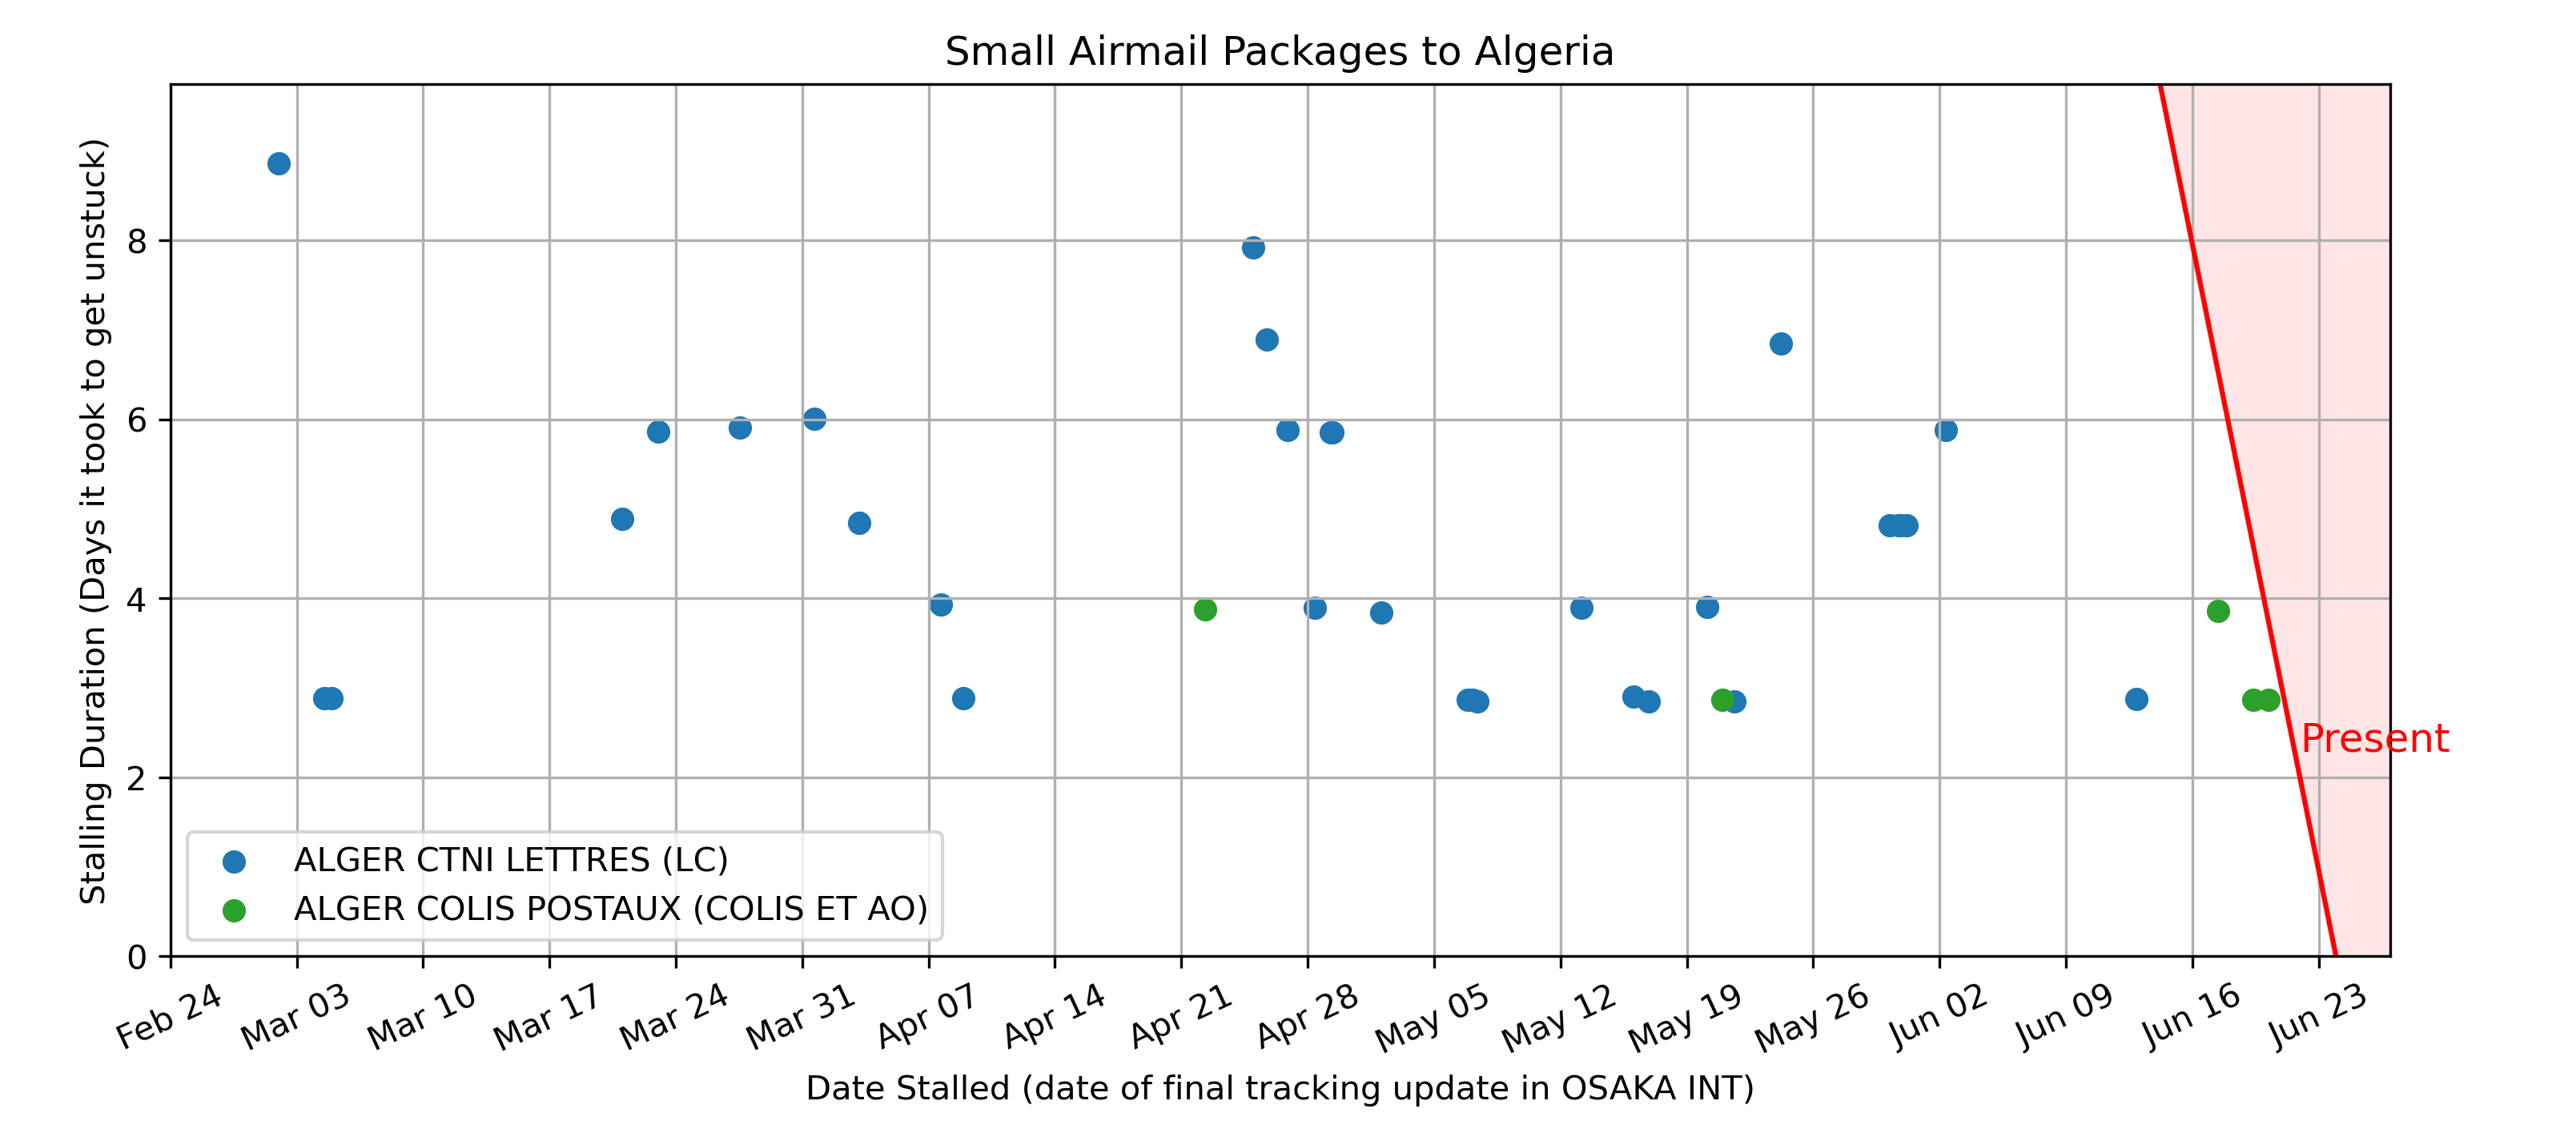 Small Airmail Packages to Algeria
Stalling Duration (Days it took to get unstuck)
8
6
4
2
0
Present
ALGER CTNI LETTRES (LC)
ALGER COLIS POSTAUX (COLIS ET AO)
Feb 24
Mar 03
Mar 10
Mar 17
Mar 24
Mar 31
Apr 07
Apr 14
Apr 21
Apr 28
May 05
May 12
May 19
May 26
Jun 02
Jun 09
Jun 16
Jun 23
Date Stalled (date of final tracking update in OSAKA INT)